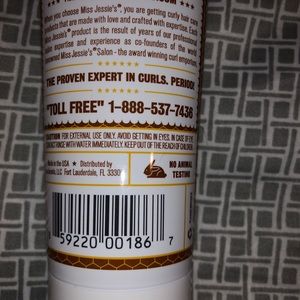 When you choose Miss Jessie's®, you are getting curly hair care
products that are made with love and crafted with expertise. Each
Miss Jessie's® product is the result of years of our professional
expertise and experience as co-founders of the world
renowned Miss Jessie's® Salon - the award winning curl emporium.
THE PROVEN EXPERT IN CURLS. PERIOD.
"TOLL FREE" 1-888-537-7436
CAUTION FOR EXTERNAL USE ONLY. AVOID GETTING IN EYES. IN CASE OF EYE
CONTACT RINSE WITH WATER IMMEDIATELY. KEEP OUT OF THE REACH OF CHILDREN.
Made in the USA ★ Distributed by
LLC Fort Lauderdale, FL 3330
NO ANIMAL
TESTING
59220 00186 7